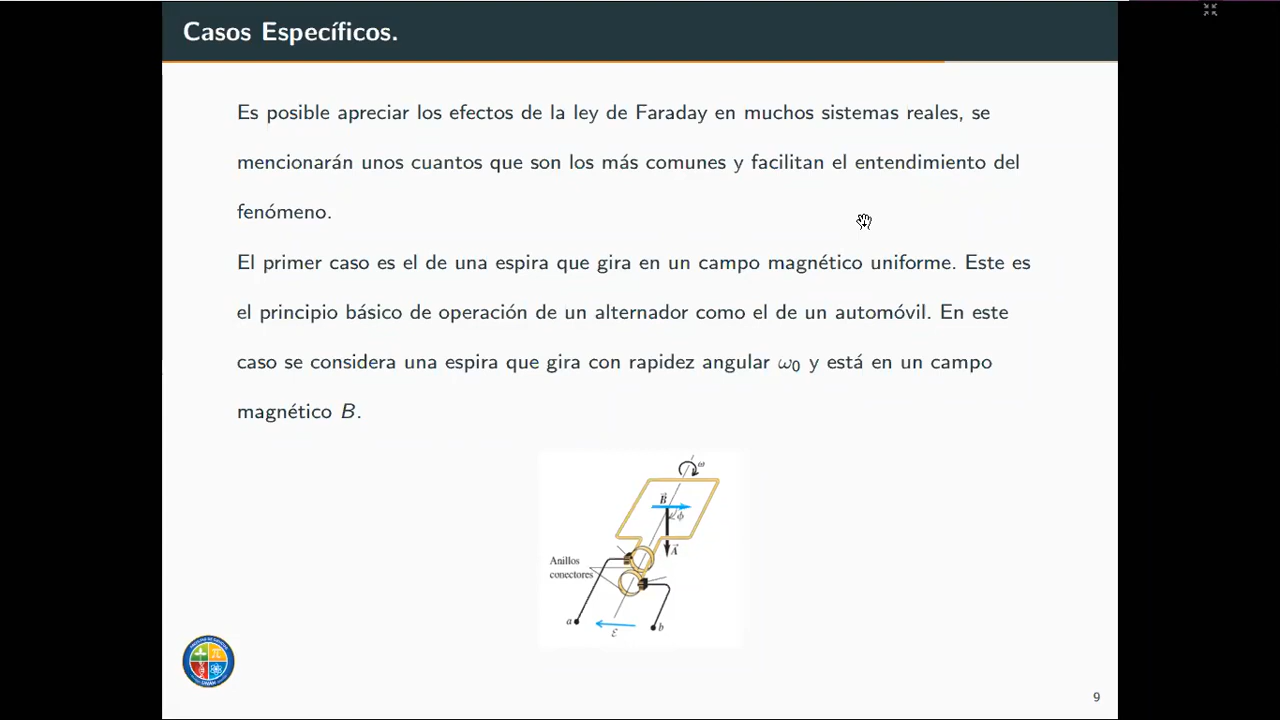 Casos Específicos.
Es posible apreciar los efectos de la ley de Faraday en muchos sistemas reales, se
mencionarán unos cuantos que son los más comunes y facilitan el entendimiento del
fenómeno.
El primer caso es el de una espira que gira en un campo magnético uniforme. Este es
el principio básico de operación de un alternador como el de un automóvil. En este
caso se considera una espira que gira con rapidez angular ω₀ y está en un campo
magnético B.
ω
B⃗
ϕ
A⃗
Anillos
conectores
a
b
ℰ
UNAH
9